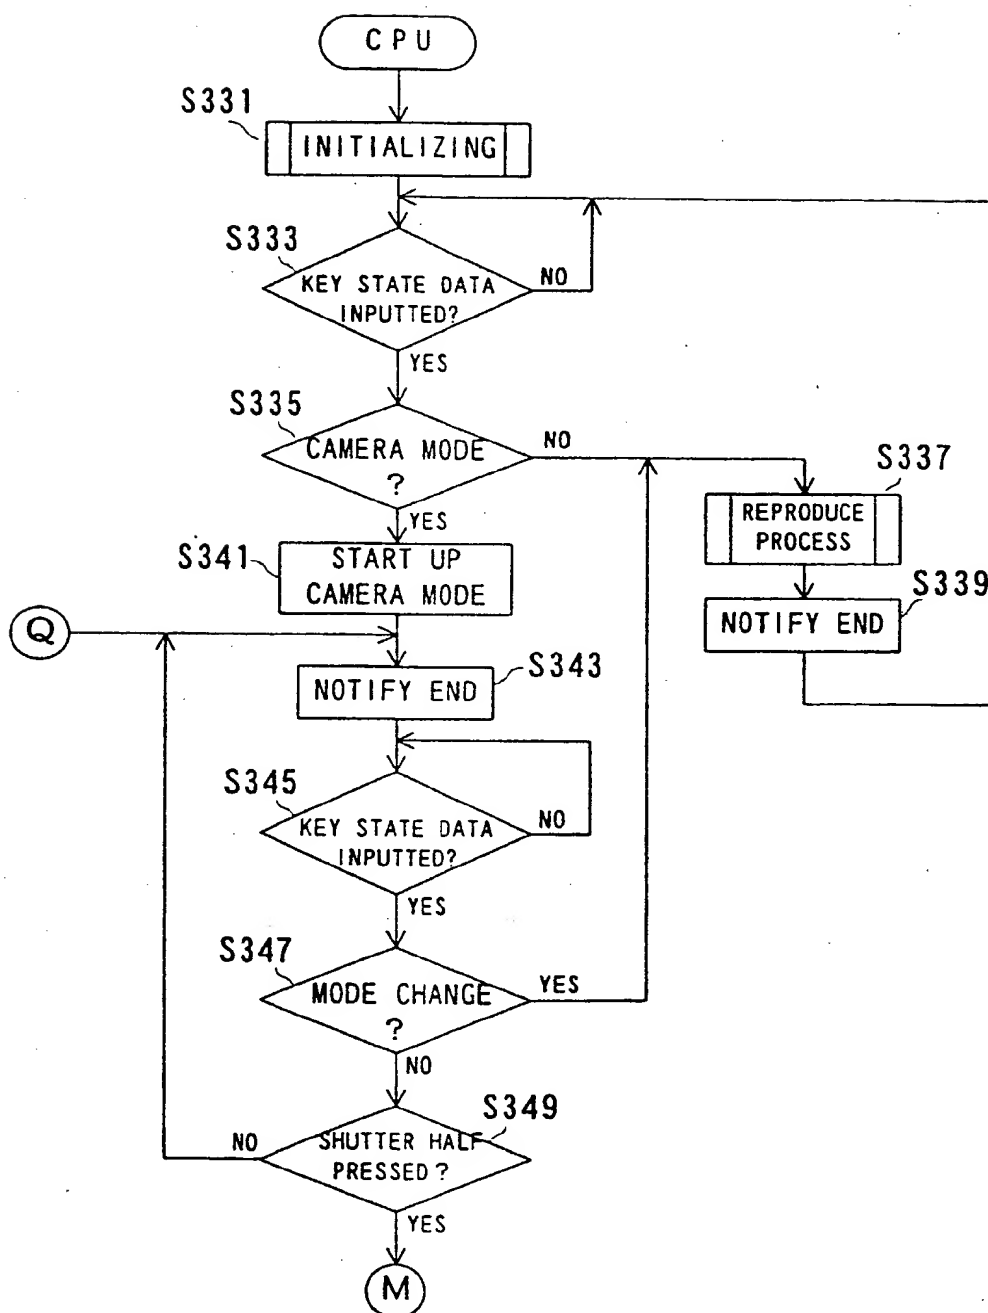 CPU
S331
INITIALIZING
S333
KEY STATE DATA
INPUTTED?
NO
YES
S335
CAMERA MODE
?
NO
YES
S337
REPRODUCE
PROCESS
S339
NOTIFY END
S341
START UP
CAMERA MODE
Q
S343
NOTIFY END
S345
KEY STATE DATA
INPUTTED?
NO
YES
S347
MODE CHANGE
?
YES
NO
S349
SHUTTER HALF
PRESSED?
NO
YES
M